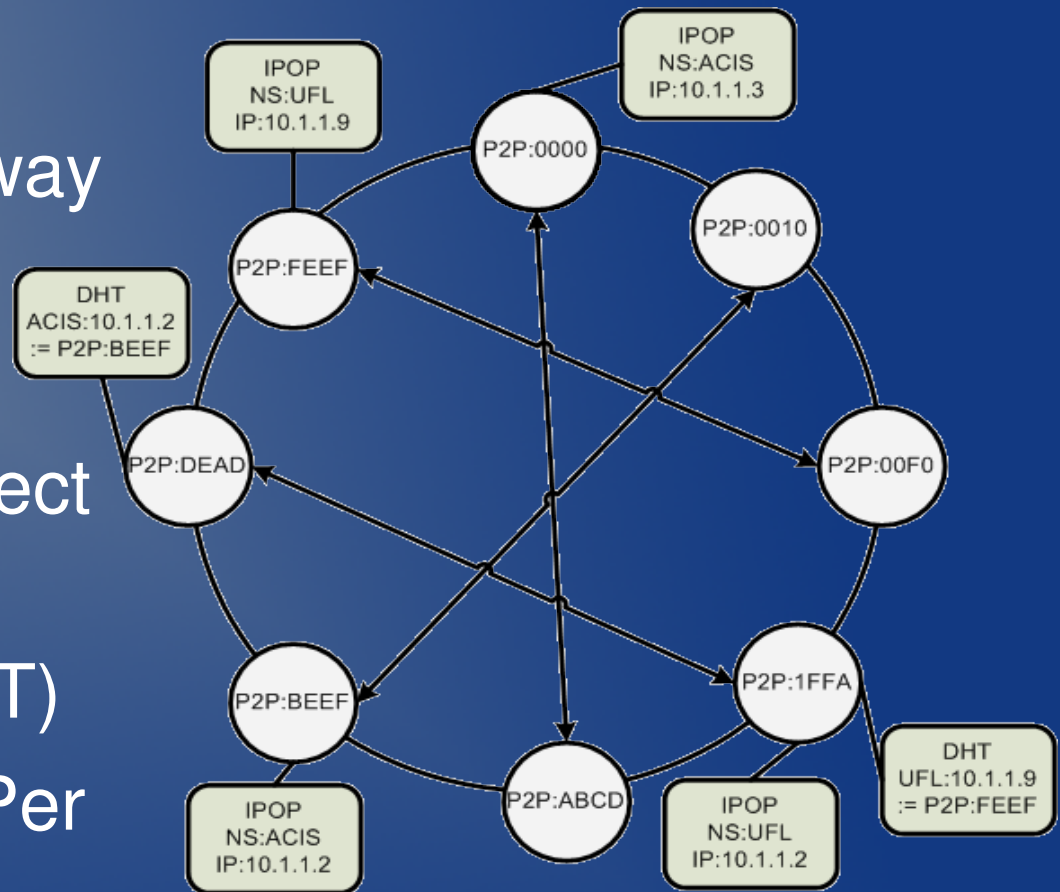 way
ect
T)
Per
IPOP
NS:UFL
IP:10.1.1.9
IPOP
NS:ACIS
IP:10.1.1.3
P2P:0000
P2P:0010
P2P:FEEF
DHT
ACIS:10.1.1.2
:= P2P:BEEF
P2P:DEAD
P2P:00F0
P2P:BEEF
P2P:1FFA
P2P:ABCD
DHT
UFL:10.1.1.9
:= P2P:FEEF
IPOP
NS:ACIS
IP:10.1.1.2
IPOP
NS:UFL
IP:10.1.1.2